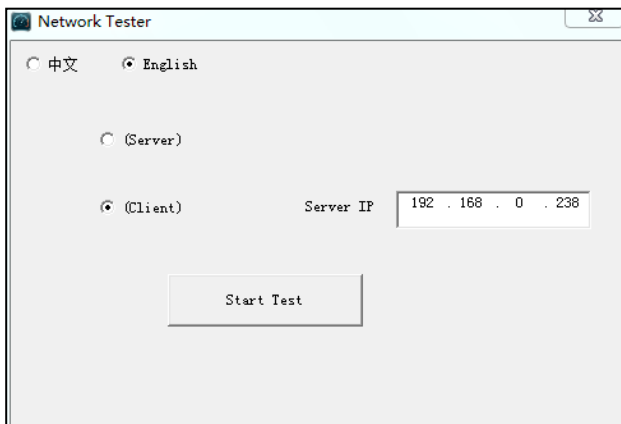 Network Tester
中文 English
(Server)
(Client) Server IP 192 . 168 . 0 . 238
Start Test